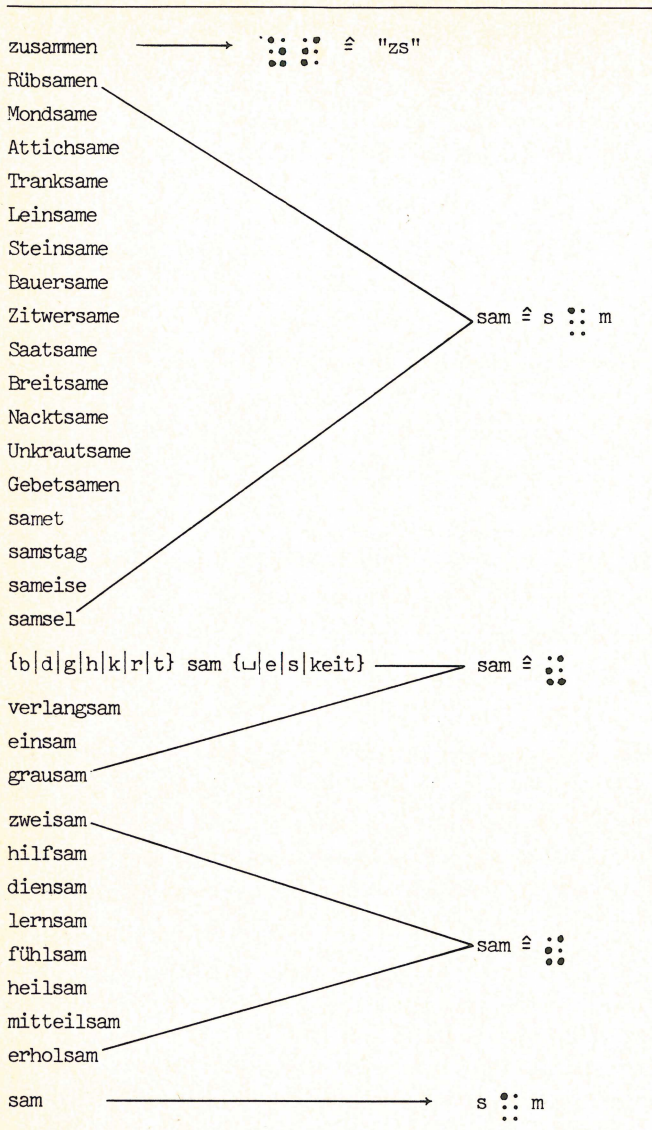 zusammen ⟶ ⠵⠎ ≙ "zs"
Rübsamen
Mondsame
Attichsame
Tranksame
Leinsame
Steinsame
Bauersame
Zitwersame sam ≙ s ⠁ m
Saatsame
Breitsame
Nacktsame
Unkrautsame
Gebetsamen
samet
samstag
sameise
samsel
{b|d|g|h|k|r|t} sam {␣|e|s|keit} sam ≙ ⠮
verlangsam
einsam
grausam
zweisam
hilfsam
diensam
lernsam
fühlsam sam ≙ ⠮
heilsam
mitteilsam
erholsam
sam ⟶ s ⠁ m